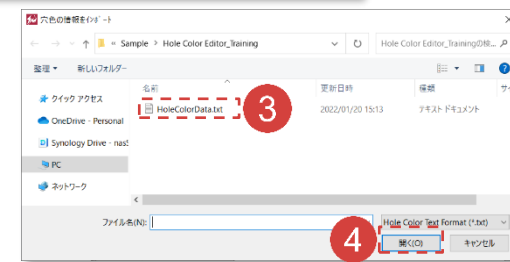 穴色の情報をインポート
« Sample > Hole Color Editor_Training
Hole Color Editor_Trainingの検...
整理 新しいフォルダー
名前 更新日時 種類 サイ
クイック アクセス
HoleColorData.txt 2022/01/20 15:13 テキスト ドキュメント
3
OneDrive - Personal
Synology Drive - nas5
PC
ネットワーク
ファイル名(N): Hole Color Text Format (*.txt)
4
開く(O) キャンセル